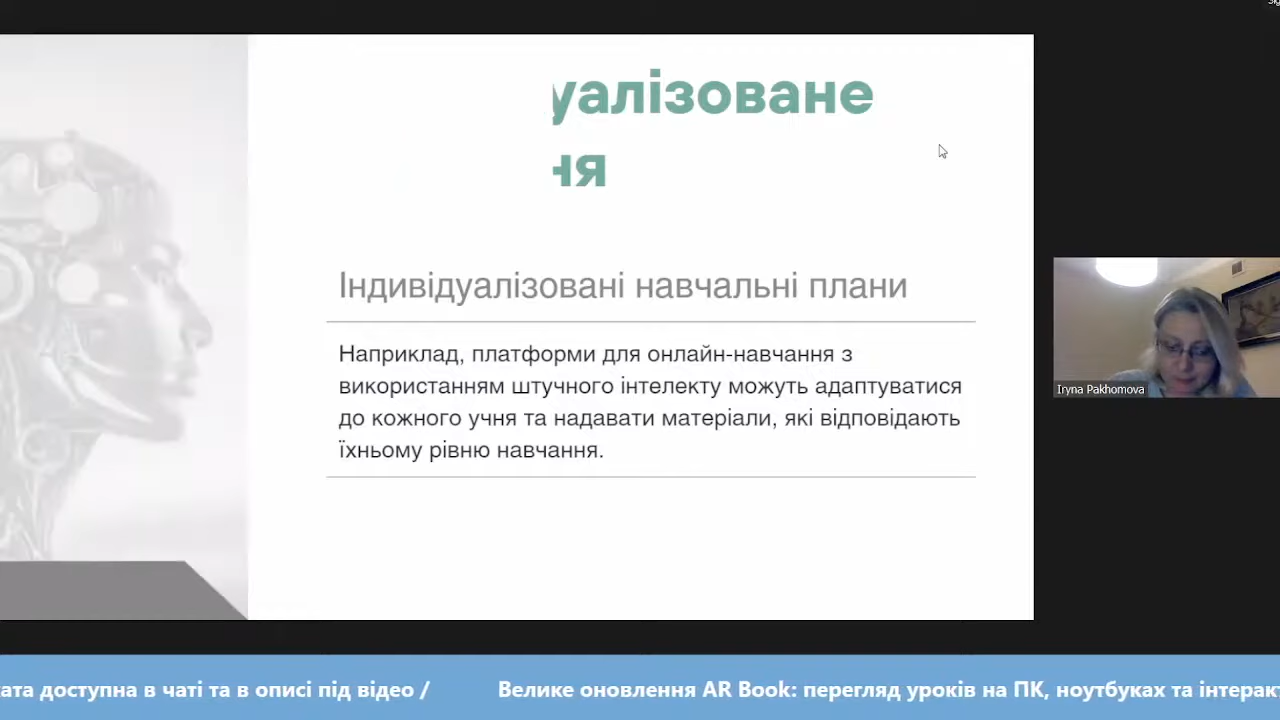 уалізоване
ня
Індивідуалізовані навчальні плани
Наприклад, платформи для онлайн-навчання з
використанням штучного інтелекту можуть адаптуватися
до кожного учня та надавати матеріали, які відповідають
їхньому рівню навчання.
Iryna Pakhomova
ата доступна в чаті та в описі під відео / Велике оновлення AR Book: перегляд уроків на ПК, ноутбуках та інтеракт